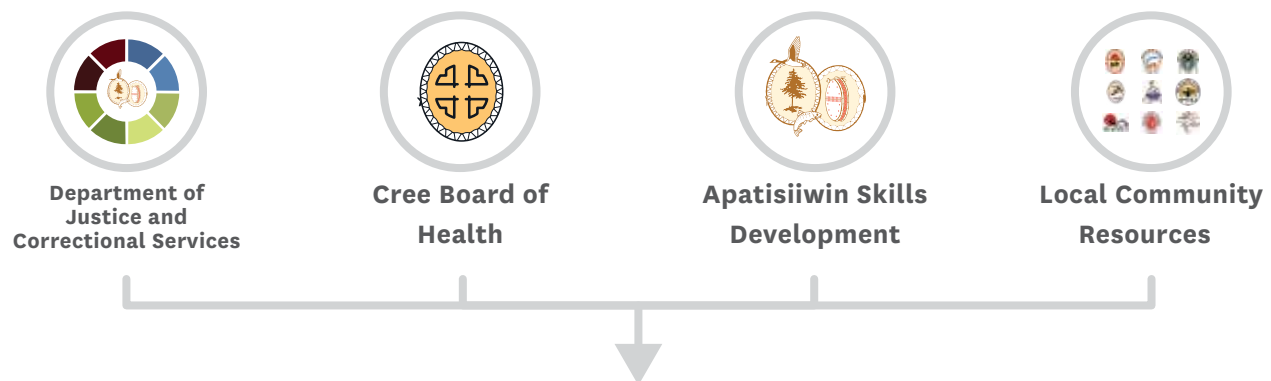 Department of
Justice and
Correctional Services
Cree Board of
Health
Apatisiiwin Skills
Development
Local Community
Resources